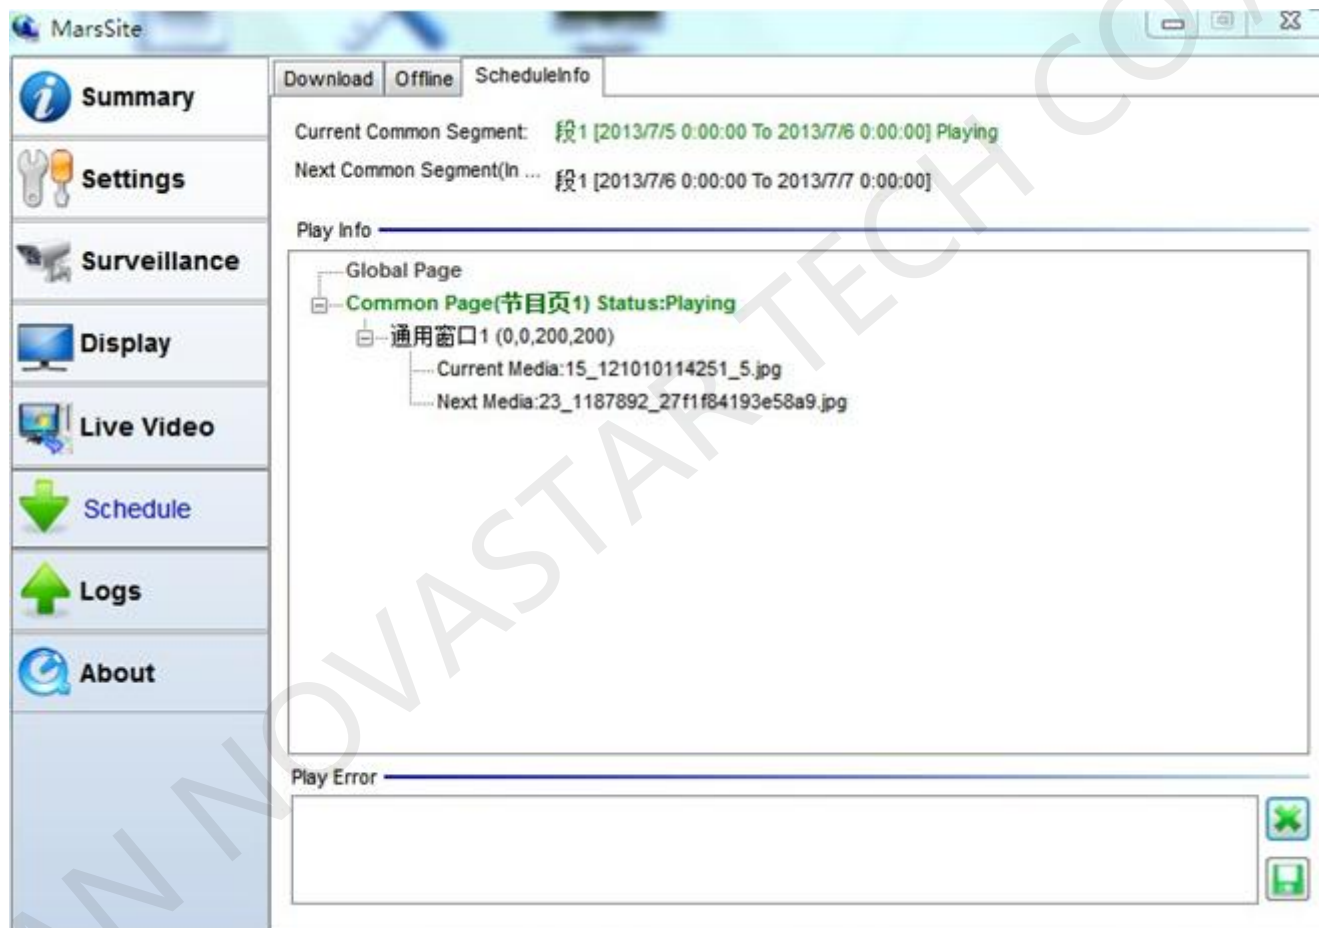 MarsSite
Summary
Settings
Surveillance
Display
Live Video
Schedule
Logs
About
Download Offline ScheduleInfo
Current Common Segment: 段1 [2013/7/5 0:00:00 To 2013/7/6 0:00:00] Playing
Next Common Segment(In ... 段1 [2013/7/6 0:00:00 To 2013/7/7 0:00:00]
Play Info
Global Page
Common Page(节目页1) Status:Playing
通用窗口1 (0,0,200,200)
Current Media:15_121010114251_5.jpg
Next Media:23_1187892_27f1f84193e58a9.jpg
Play Error
AN NOVASTAR TECH CO